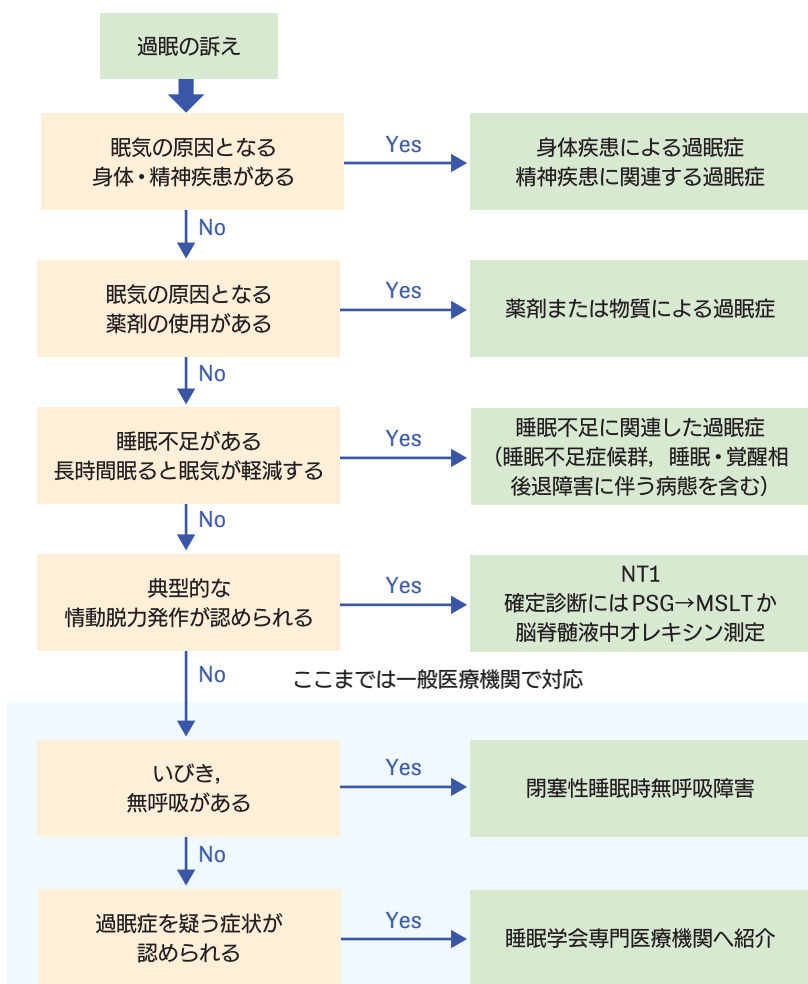 過眠の訴え
眠気の原因となる
身体・精神疾患がある
Yes
身体疾患による過眠症
精神疾患に関連する過眠症
No
眠気の原因となる
薬剤の使用がある
Yes
薬剤または物質による過眠症
No
睡眠不足がある
長時間眠ると眠気が軽減する
Yes
睡眠不足に関連した過眠症
（睡眠不足症候群，睡眠・覚醒相
後退障害に伴う病態を含む）
No
典型的な
情動脱力発作が認められる
Yes
NT1
確定診断にはPSG→MSLTか
脳脊髄液中オレキシン測定
No
ここまでは一般医療機関で対応
いびき，
無呼吸がある
Yes
閉塞性睡眠時無呼吸障害
No
過眠症を疑う症状が
認められる
Yes
睡眠学会専門医療機関へ紹介